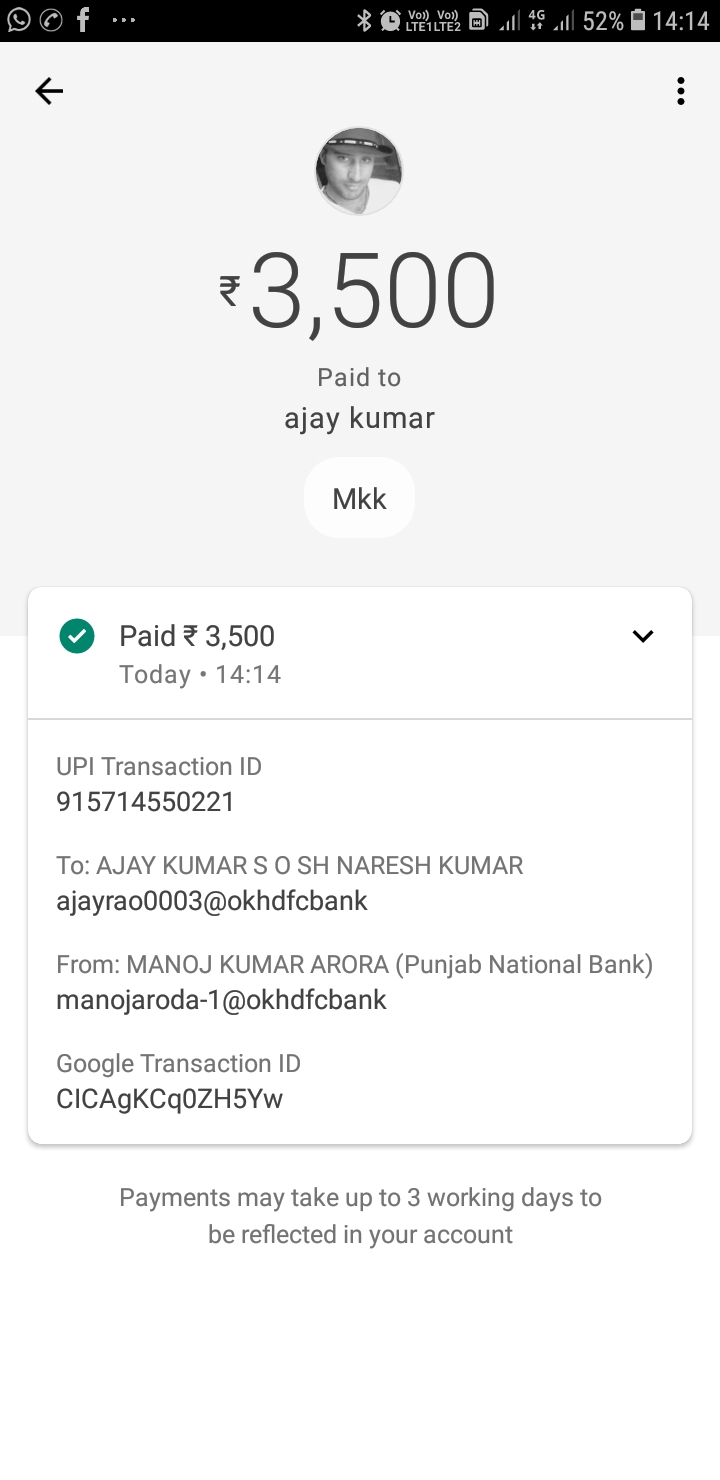 Vo)) Vo))
LTE1 LTE2
4G
52%
14:14
₹3,500
Paid to
ajay kumar
Mkk
Paid ₹ 3,500
Today • 14:14
UPI Transaction ID
915714550221
To: AJAY KUMAR S O SH NARESH KUMAR
ajayrao0003@okhdfcbank
From: MANOJ KUMAR ARORA (Punjab National Bank)
manojaroda-1@okhdfcbank
Google Transaction ID
CICAgKCq0ZH5Yw
Payments may take up to 3 working days to
be reflected in your account